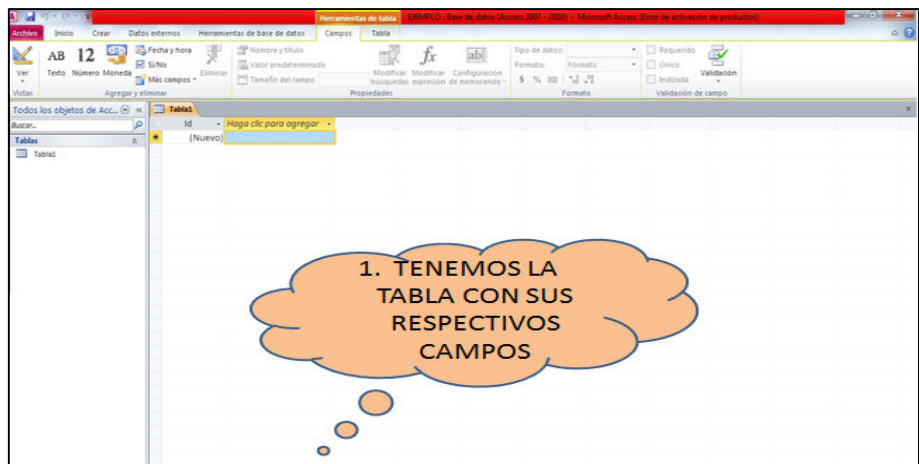 Herramientas de tabla EJEMPLO : Base de datos (Access 2007 - 2010) - Microsoft Access (Error de activación de productos)
Archivo Inicio Crear Datos externos Herramientas de base de datos Campos Tabla
Ver
AB Texto
12 Número
Moneda
Fecha y hora
Sí/No
Más campos
Eliminar
Nombre y título
Valor predeterminado
Tamaño del campo
Modificar búsquedas
fx Modificar expresión
ab Configuración de memorando
Tipo de datos:
Formato: Formato
$ % 000
Requerido
Único
Indizada
Validación
Vistas Agregar y eliminar Propiedades Formato Validación de campo
Todos los objetos de Acc...
Buscar...
Tablas
Tabla1
Tabla1
Id Haga clic para agregar
(Nuevo)
1. TENEMOS LA
TABLA CON SUS
RESPECTIVOS
CAMPOS